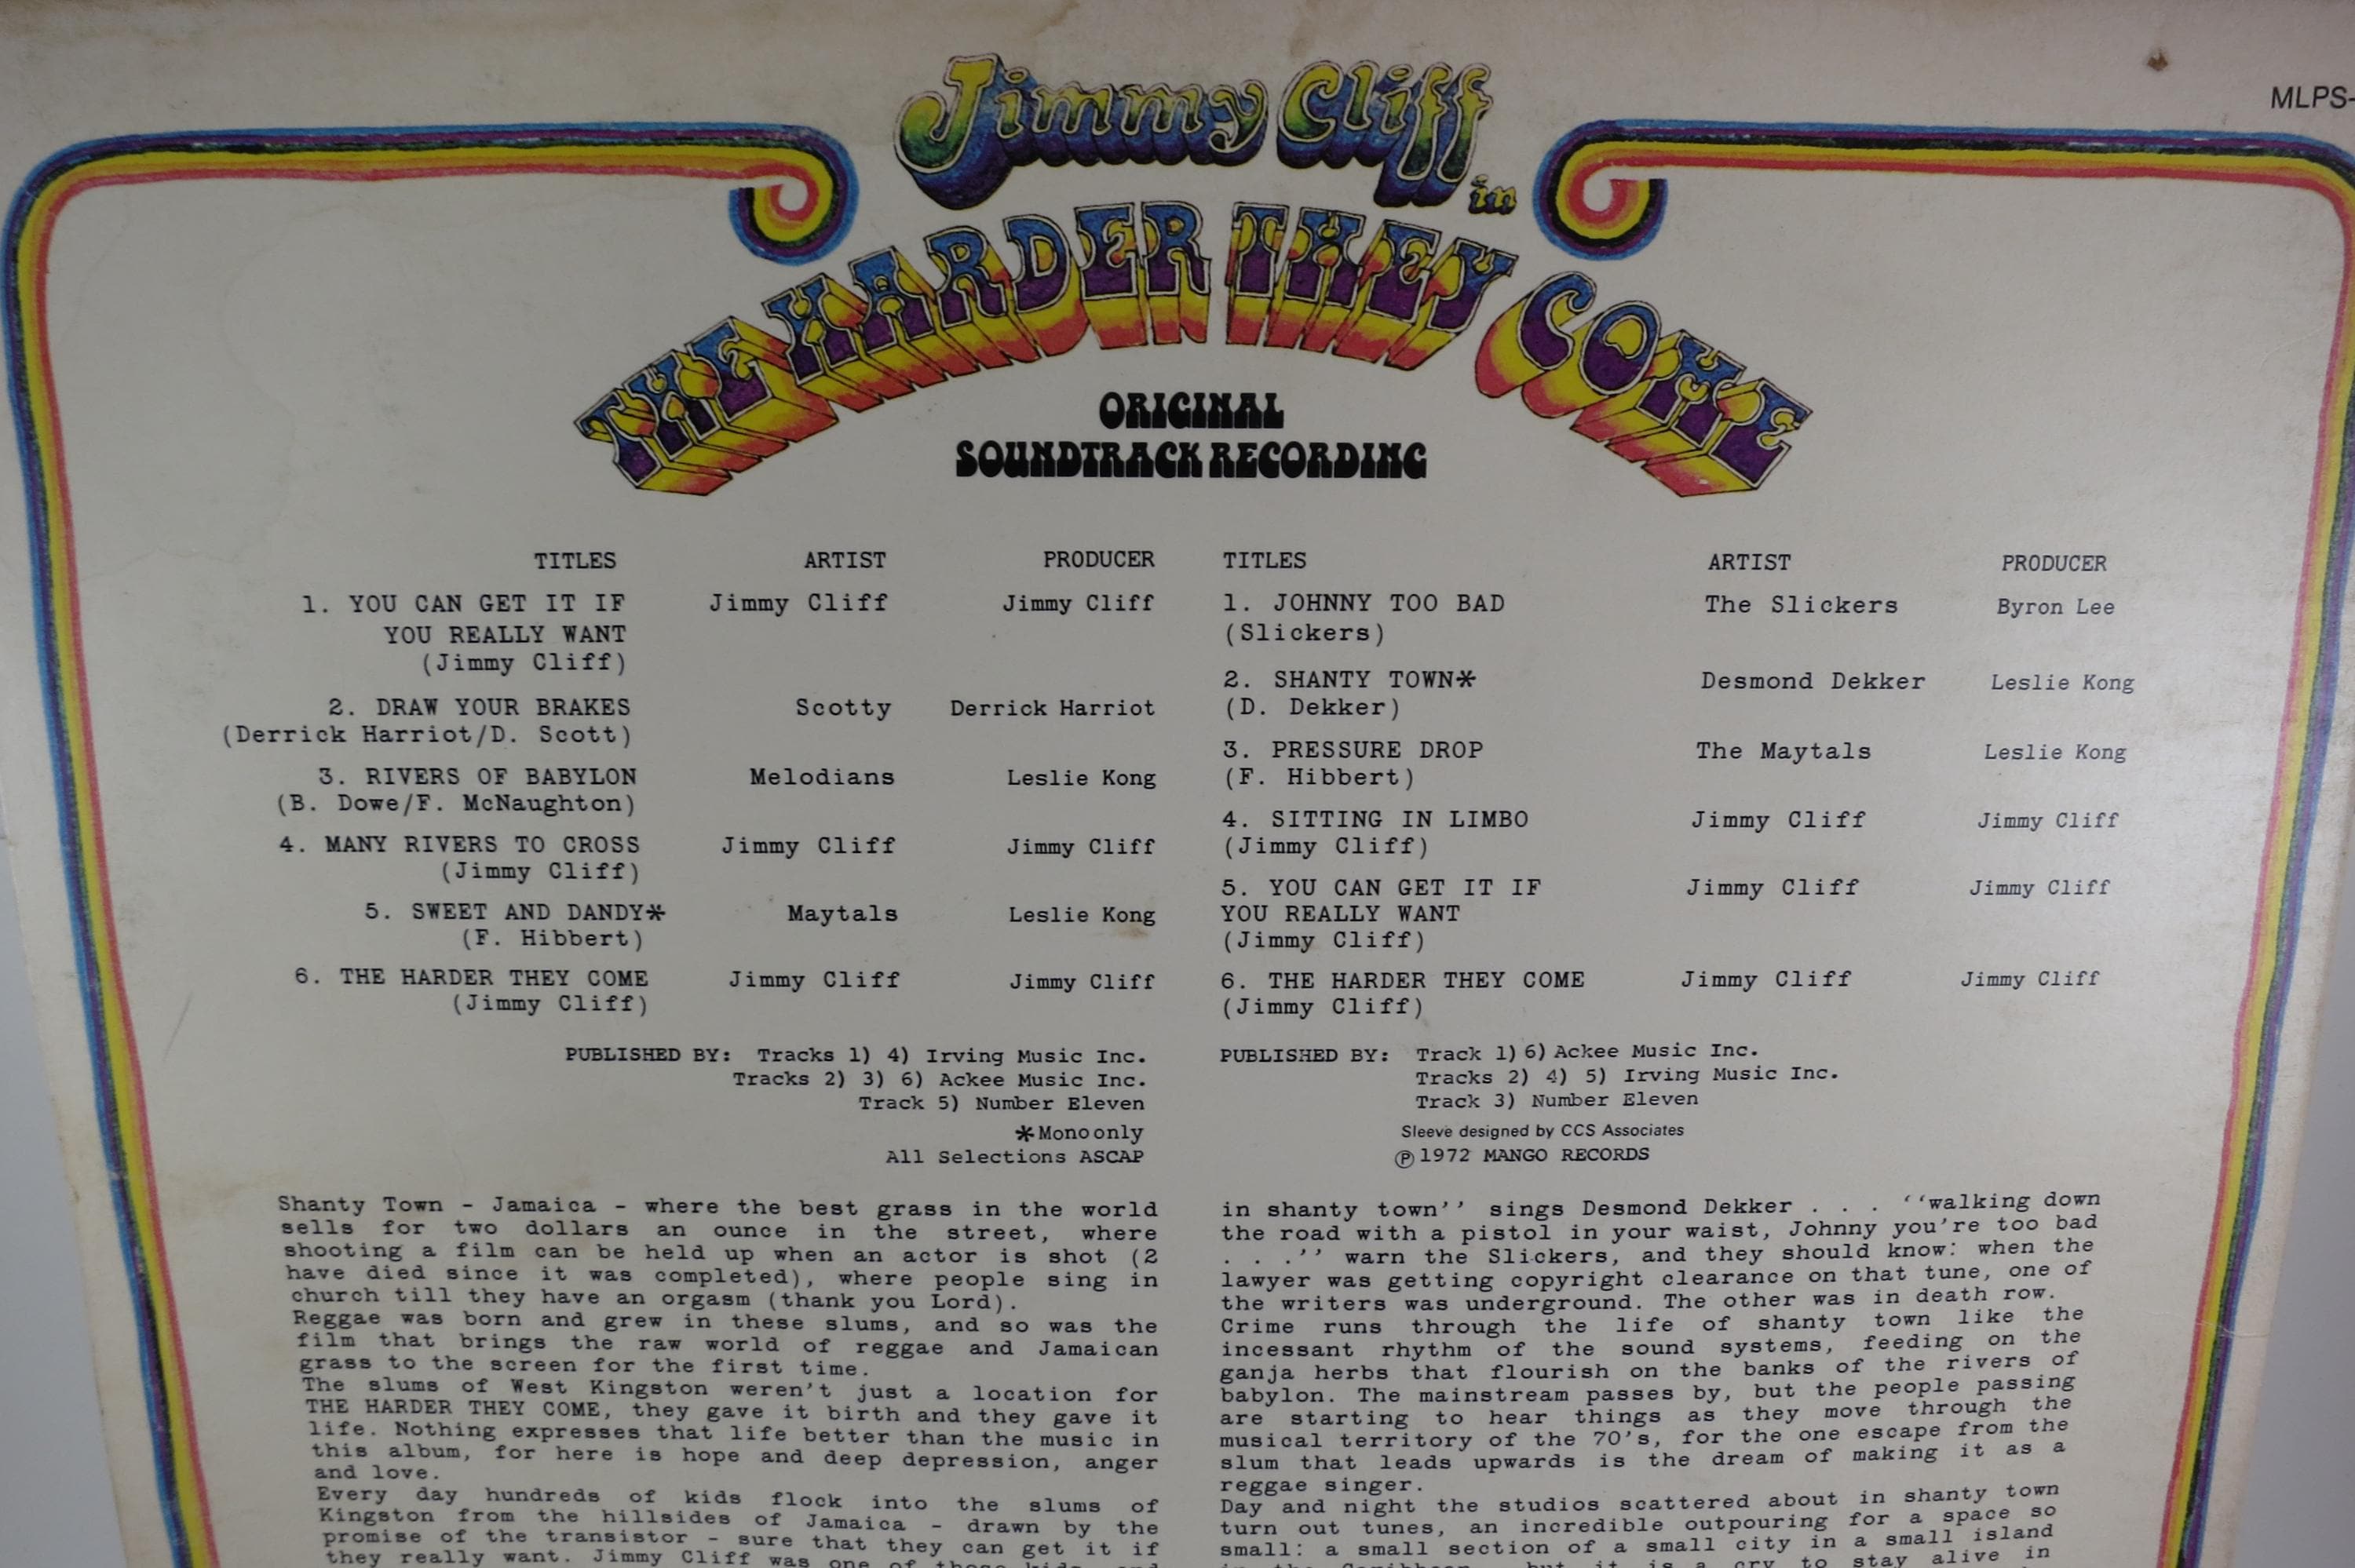 MLPS-
Jimmy Cliff
in
THE HARDER THEY COME
ORIGINAL
SOUNDTRACK RECORDING
TITLES ARTIST PRODUCER
1. YOU CAN GET IT IF Jimmy Cliff Jimmy Cliff
YOU REALLY WANT
(Jimmy Cliff)
2. DRAW YOUR BRAKES Scotty Derrick Harriot
(Derrick Harriot/D. Scott)
3. RIVERS OF BABYLON Melodians Leslie Kong
(B. Dowe/F. McNaughton)
4. MANY RIVERS TO CROSS Jimmy Cliff Jimmy Cliff
(Jimmy Cliff)
5. SWEET AND DANDY* Maytals Leslie Kong
(F. Hibbert)
6. THE HARDER THEY COME Jimmy Cliff Jimmy Cliff
(Jimmy Cliff)
PUBLISHED BY: Tracks 1) 4) Irving Music Inc.
Tracks 2) 3) 6) Ackee Music Inc.
Track 5) Number Eleven
*Mono only
All Selections ASCAP
TITLES ARTIST PRODUCER
1. JOHNNY TOO BAD The Slickers Byron Lee
(Slickers)
2. SHANTY TOWN* Desmond Dekker Leslie Kong
(D. Dekker)
3. PRESSURE DROP The Maytals Leslie Kong
(F. Hibbert)
4. SITTING IN LIMBO Jimmy Cliff Jimmy Cliff
(Jimmy Cliff)
5. YOU CAN GET IT IF Jimmy Cliff Jimmy Cliff
YOU REALLY WANT
(Jimmy Cliff)
6. THE HARDER THEY COME Jimmy Cliff Jimmy Cliff
(Jimmy Cliff)
PUBLISHED BY: Track 1) 6) Ackee Music Inc.
Tracks 2) 4) 5) Irving Music Inc.
Track 3) Number Eleven
Sleeve designed by CCS Associates
℗ 1972 MANGO RECORDS
Shanty Town - Jamaica - where the best grass in the world
sells for two dollars an ounce in the street, where
shooting a film can be held up when an actor is shot (2
have died since it was completed), where people sing in
church till they have an orgasm (thank you Lord).
Reggae was born and grew in these slums, and so was the
film that brings the raw world of reggae and Jamaican
grass to the screen for the first time.
The slums of West Kingston weren't just a location for
THE HARDER THEY COME, they gave it birth and they gave it
life. Nothing expresses that life better than the music in
this album, for here is hope and deep depression, anger
and love.
Every day hundreds of kids flock into the slums of
Kingston from the hillsides of Jamaica - drawn by the
promise of the transistor - sure that they can get it if
they really want. Jimmy Cliff was one of those kids, and
in shanty town'' sings Desmond Dekker . . . ''walking down
the road with a pistol in your waist, Johnny you're too bad
. . .'' warn the Slickers, and they should know: when the
lawyer was getting copyright clearance on that tune, one of
the writers was underground. The other was in death row.
Crime runs through the life of shanty town like the
incessant rhythm of the sound systems, feeding on the
ganja herbs that flourish on the banks of the rivers of
babylon. The mainstream passes by, but the people passing
are starting to hear things as they move through the
musical territory of the 70's, for the one escape from the
slum that leads upwards is the dream of making it as a
reggae singer.
Day and night the studios scattered about in shanty town
turn out tunes, an incredible outpouring for a space so
small: a small section of a small city in a small island
in the Caribbean - but it is a cry to stay alive in